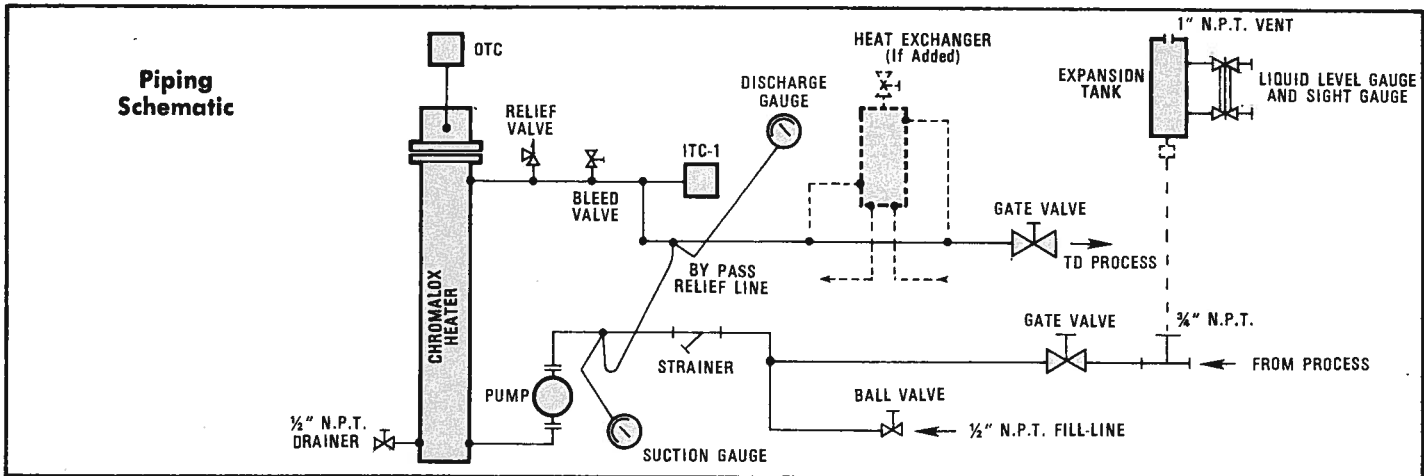 Piping
Schematic
OTC
RELIEF
VALVE
BLEED
VALVE
ITC-1
DISCHARGE
GAUGE
HEAT EXCHANGER
(If Added)
1" N.P.T. VENT
EXPANSION
TANK
LIQUID LEVEL GAUGE
AND SIGHT GAUGE
GATE VALVE
TO PROCESS
BY PASS
RELIEF LINE
CHROMALOX
HEATER
STRAINER
GATE VALVE
¾" N.P.T.
FROM PROCESS
PUMP
BALL VALVE
½" N.P.T. FILL-LINE
½" N.P.T.
DRAINER
SUCTION GAUGE